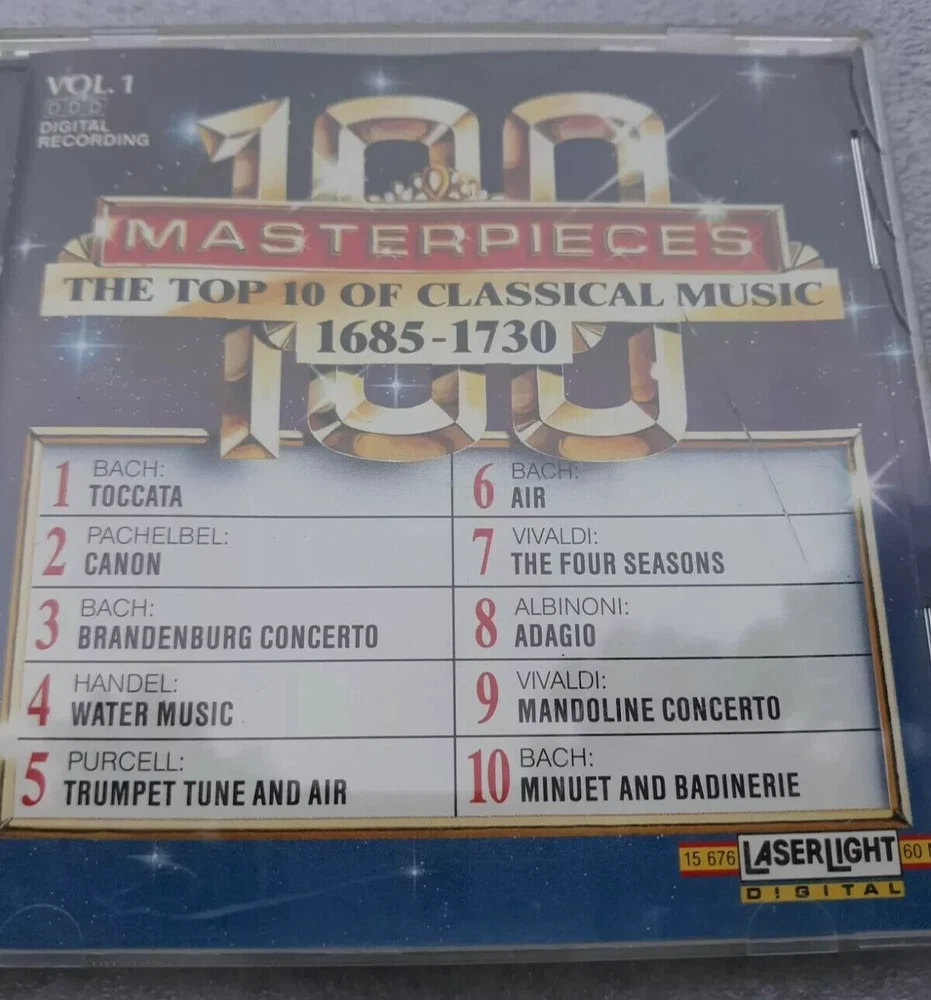 VOL. 1
DDD
DIGITAL
RECORDING
100
MASTERPIECES
THE TOP 10 OF CLASSICAL MUSIC
1685-1730
1 BACH:
TOCCATA
2 PACHELBEL:
CANON
3 BACH:
BRANDENBURG CONCERTO
4 HANDEL:
WATER MUSIC
5 PURCELL:
TRUMPET TUNE AND AIR
6 BACH:
AIR
7 VIVALDI:
THE FOUR SEASONS
8 ALBINONI:
ADAGIO
9 VIVALDI:
MANDOLINE CONCERTO
10 BACH:
MINUET AND BADINERIE
15 676 LASERLIGHT 60
DIGITAL